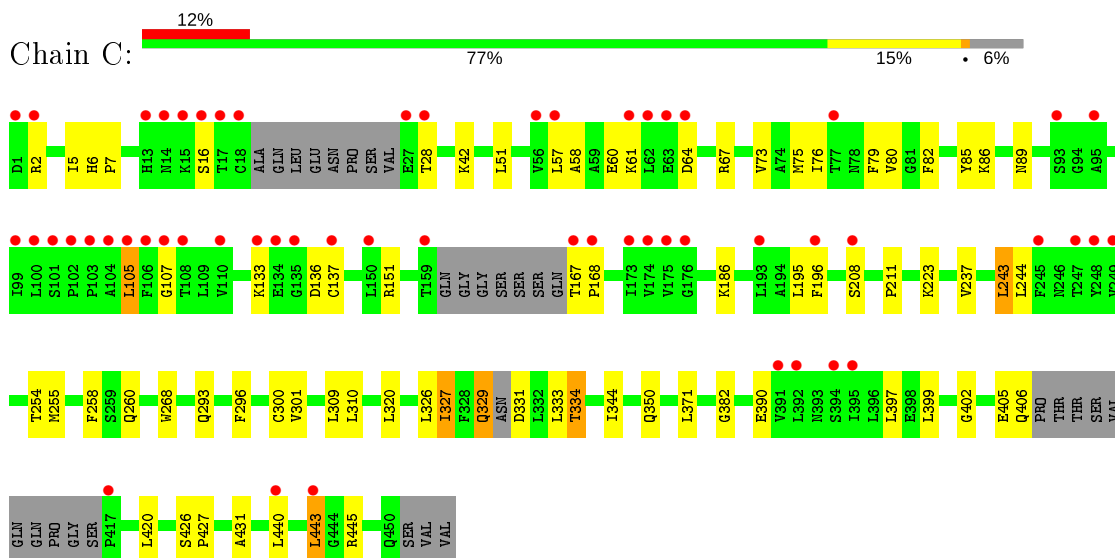 12%
Chain C:
77% 15% • 6%
D1 R2 I5 H6 P7 H13 N14 K15 S16 T17 C18 ALA GLN LEU GLU ASN PRO SER VAL E27 T28 K42 L51 V56 L57 A58 A59 E60 K61 L62 E63 D64 R67 V73 A74 M75 I76 T77 N78 F79 V80 G81 F82 Y85 K86 N89 S93 G94 A95
I99 L100 S101 P102 P103 A104 L105 F106 G107 T108 L109 V110 K133 E134 G135 D136 C137 L150 R151 T159 GLN GLY GLY SER SER SER GLN T167 P168 I173 V174 V175 G176 K186 L193 A194 L195 F196 S208 P211 K223 V237 L243 L244 F245 N246 T247 Y248 V249
T254 M255 F258 S259 Q260 W268 Q293 F296 C300 V301 L309 L310 L320 L326 I327 F328 Q329 ASN D331 L332 L333 T334 I344 Q350 L371 G382 E390 V391 L392 N393 S394 I395 L396 L397 E398 L399 G402 E405 Q406 PRO THR THR SER VAL
GLN GLN PRO GLY SER P417 L420 S426 P427 A431 L440 L443 G444 R445 Q450 SER VAL VAL